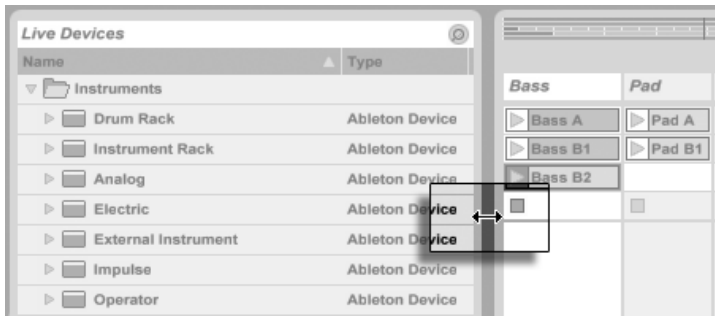 Live Devices
Name Type
Instruments
Drum Rack Ableton Device
Instrument Rack Ableton Device
Analog Ableton Device
Electric Ableton Device
External Instrument Ableton Device
Impulse Ableton Device
Operator Ableton Device
Bass Pad
Bass A Pad A
Bass B1 Pad B1
Bass B2